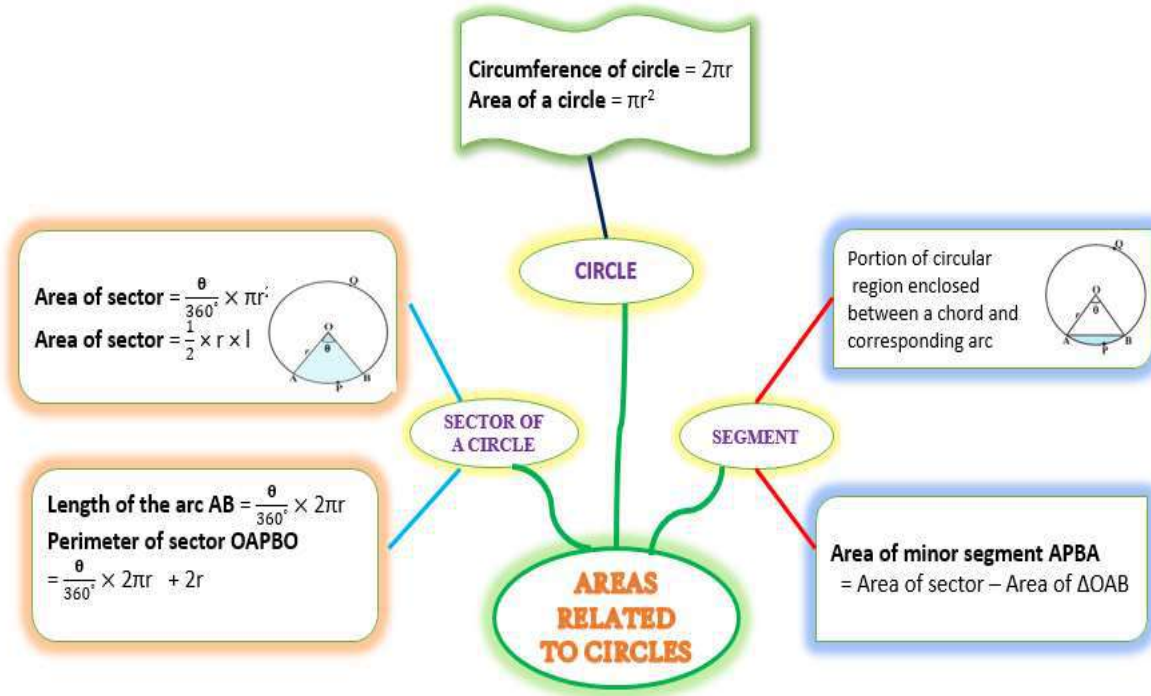 Circumference of circle = 2πr
Area of a circle = πr²
CIRCLE
Area of sector = θ/360° × πr²
Area of sector = 1/2 × r × l
Q
O
θ
r
A
B
P
SECTOR OF
A CIRCLE
Length of the arc AB = θ/360° × 2πr
Perimeter of sector OAPBO
= θ/360° × 2πr + 2r
Portion of circular
region enclosed
between a chord and
corresponding arc
Q
O
θ
r
A
B
P
SEGMENT
Area of minor segment APBA
= Area of sector – Area of ΔOAB
AREAS
RELATED
TO CIRCLES